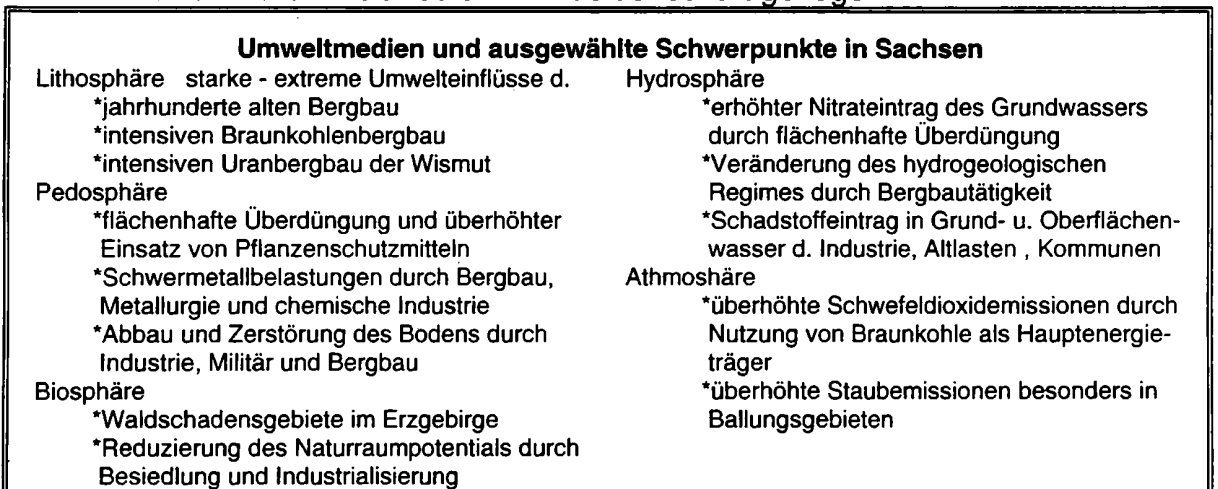 Umweltmedien und ausgewählte Schwerpunkte in Sachsen
Lithosphäre starke - extreme Umwelteinflüsse d.
*jahrhunderte alten Bergbau
*intensiven Braunkohlenbergbau
*intensiven Uranbergbau der Wismut
Pedosphäre
*flächenhafte Überdüngung und überhöhter
Einsatz von Pflanzenschutzmitteln
*Schwermetallbelastungen durch Bergbau,
Metallurgie und chemische Industrie
*Abbau und Zerstörung des Bodens durch
Industrie, Militär und Bergbau
Biosphäre
*Waldschadensgebiete im Erzgebirge
*Reduzierung des Naturraumpotentials durch
Besiedlung und Industrialisierung
Hydrosphäre
*erhöhter Nitrateintrag des Grundwassers
durch flächenhafte Überdüngung
*Veränderung des hydrogeologischen
Regimes durch Bergbautätigkeit
*Schadstoffeintrag in Grund- u. Oberflächen-
wasser d. Industrie, Altlasten , Kommunen
Athmoshäre
*überhöhte Schwefeldioxidemissionen durch
Nutzung von Braunkohle als Hauptenergie-
träger
*überhöhte Staubemissionen besonders in
Ballungsgebieten